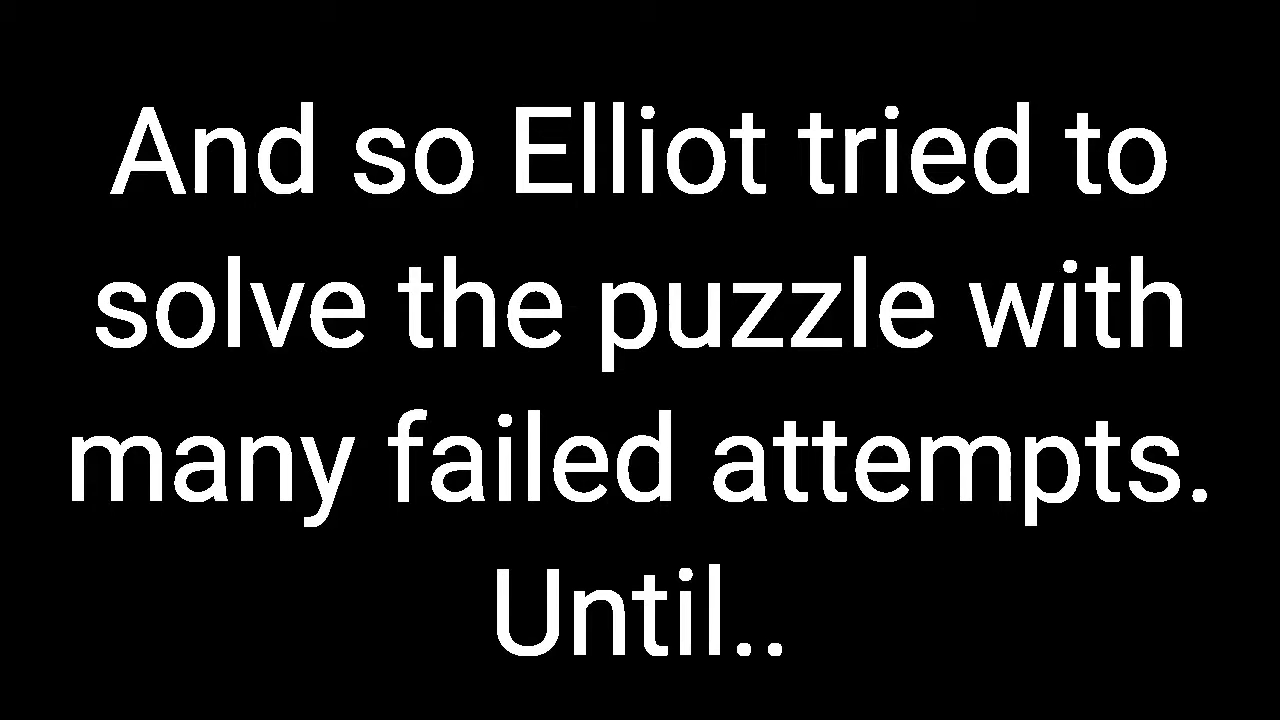 And so Elliot tried to
solve the puzzle with
many failed attempts.
Until..